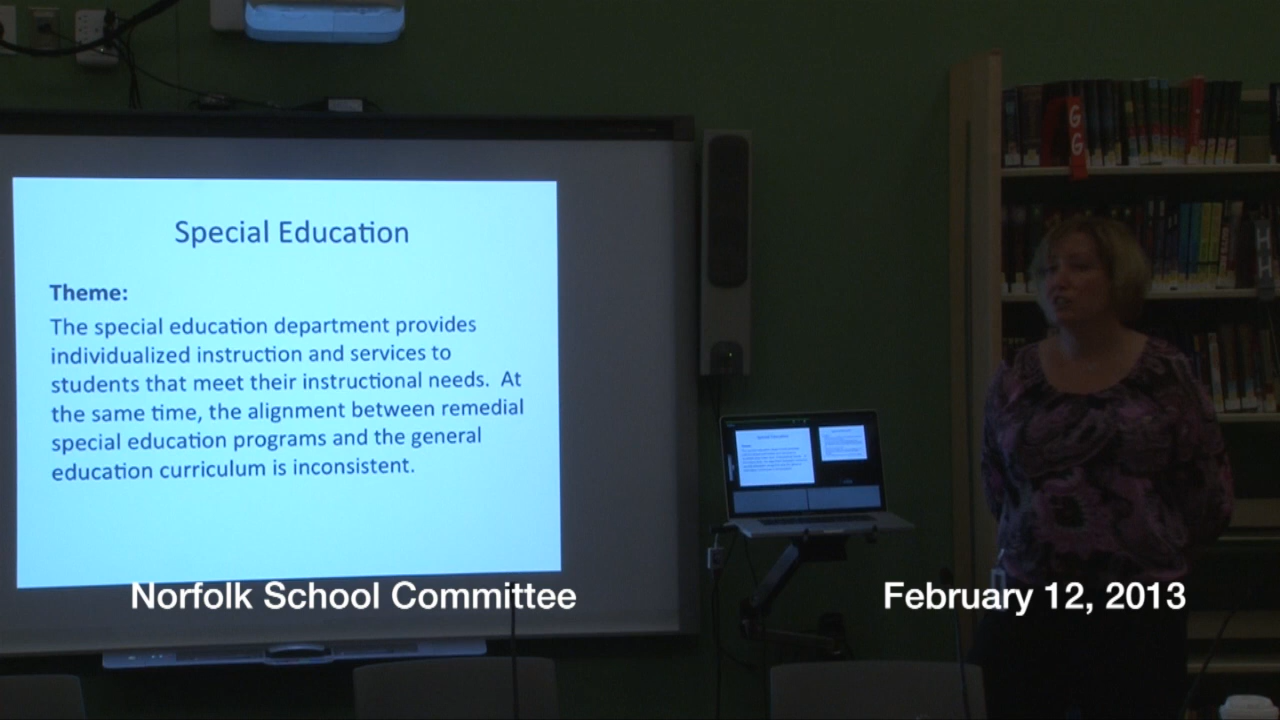 Special Education
Theme:
The special education department provides
individualized instruction and services to
students that meet their instructional needs.  At
the same time, the alignment between remedial
special education programs and the general
education curriculum is inconsistent.
G
G
H
H
Norfolk School Committee
February 12, 2013